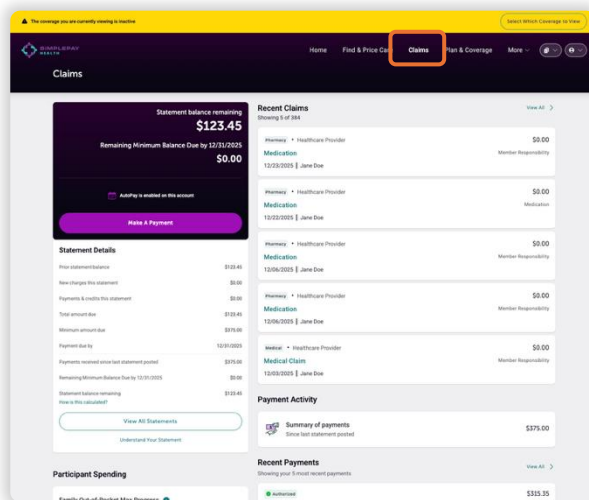 The coverage you are currently viewing is inactive
Select Which Coverage to View
SIMPLEPAY
HEALTH
Home Find & Price Ca Claims Plan & Coverage More
Claims
Statement balance remaining
$123.45
Remaining Minimum Balance Due by 12/31/2025
$0.00
AutoPay is enabled on this account
Make A Payment
Statement Details
Prior statement balance $123.45
New charges this statement $0.00
Payments & credits this statement $0.00
Total amount due $123.45
Minimum amount due $375.00
Payment due by 12/31/2025
Payments received since last statement posted $375.00
Remaining Minimum Balance Due by 12/31/2025 $0.00
Statement balance remaining $123.45
How is this calculated?
View All Statements
Understand Your Statement
Participant Spending
Family Out-of-Pocket Max Progress
Recent Claims View All
Showing 5 of 384
Pharmacy • Healthcare Provider $0.00
Medication Member Responsibility
12/23/2025 | Jane Doe
Pharmacy • Healthcare Provider $0.00
Medication Medication
12/22/2025 | Jane Doe
Pharmacy • Healthcare Provider $0.00
Medication Member Responsibility
12/06/2025 | Jane Doe
Pharmacy • Healthcare Provider $0.00
Medication Member Responsibility
12/06/2025 | Jane Doe
Medical • Healthcare Provider $0.00
Medical Claim Member Responsibility
12/03/2025 | Jane Doe
Payment Activity
Summary of payments $375.00
Since last statement posted
Recent Payments View All
Showing your 5 most recent payments
Authorized $315.35